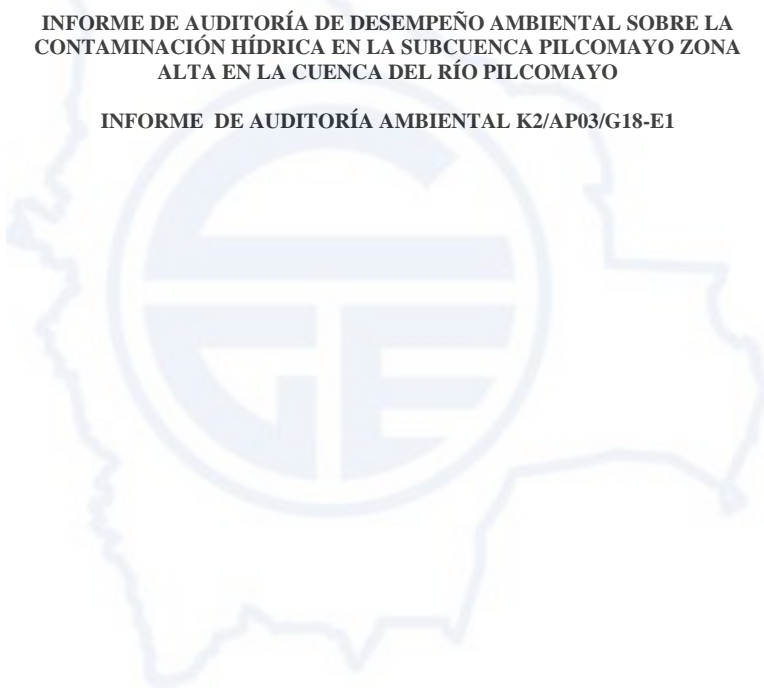 INFORME DE AUDITORÍA DE DESEMPEÑO AMBIENTAL SOBRE LA
CONTAMINACIÓN HÍDRICA EN LA SUBCUENCA PILCOMAYO ZONA
ALTA EN LA CUENCA DEL RÍO PILCOMAYO
INFORME DE AUDITORÍA AMBIENTAL K2/AP03/G18-E1
CGE